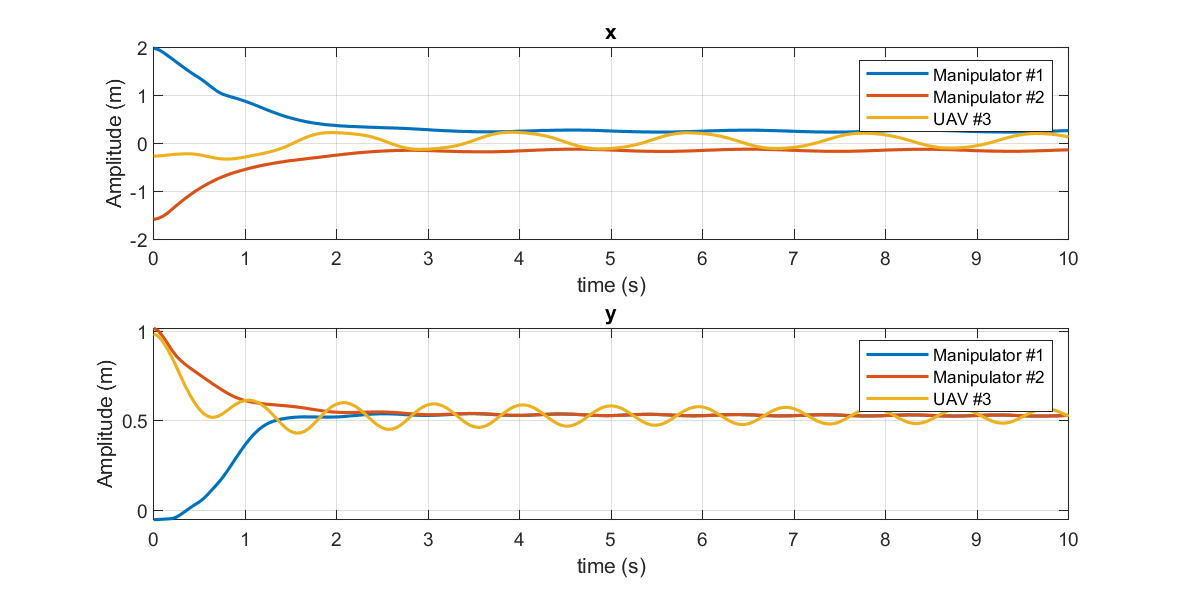 x
Amplitude (m)
2
1
0
-1
-2
Manipulator #1
Manipulator #2
UAV #3
0 1 2 3 4 5 6 7 8 9 10
time (s)
y
Amplitude (m)
1
0.5
0
Manipulator #1
Manipulator #2
UAV #3
0 1 2 3 4 5 6 7 8 9 10
time (s)